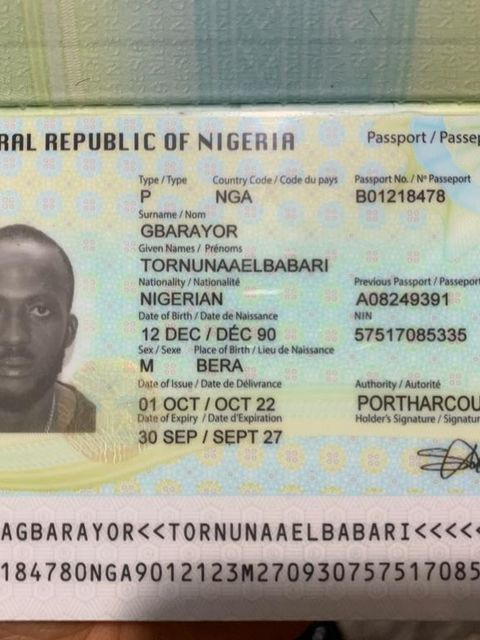 RAL REPUBLIC OF NIGERIA Passport / Passep
Type / Type Country Code / Code du pays Passport No. / N° Passeport
P NGA B01218478
Surname / Nom
GBARAYOR
Given Names / Prénoms
TORNUNAAELBABARI
Nationality / Nationalité Previous Passport / Passeport
NIGERIAN A08249391
Date of Birth / Date de Naissance NIN
12 DEC / DÉC 90 57517085335
Sex / Sexe Place of Birth / Lieu de Naissance
M BERA
Date of Issue / Date de Délivrance Authority / Autorité
01 OCT / OCT 22 PORTHARCOU
Date of Expiry / Date d'Expiration Holder's Signature / Signatur
30 SEP / SEPT 27
AGBARAYOR<<TORNUNAAELBABARI<<<<<
184780NGA9012123M270930757517085